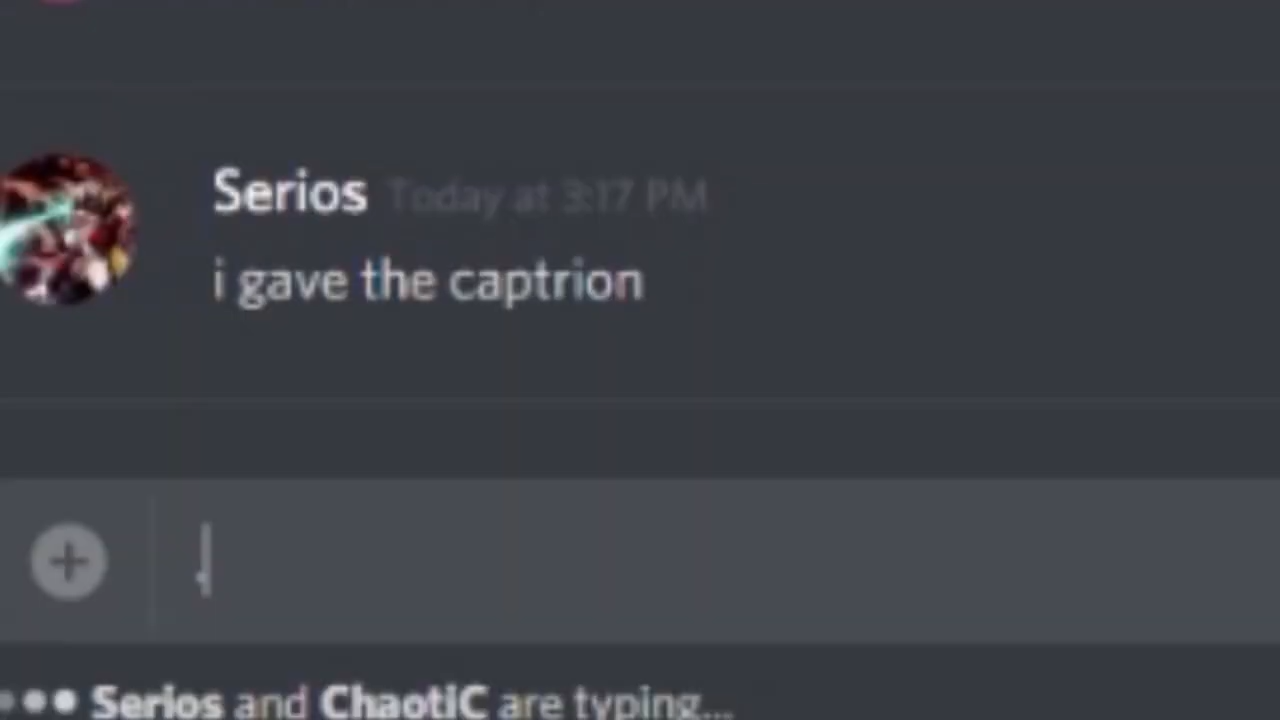 Serios Today at 3:17 PM
i gave the captrion
.
Serios and ChaotiC are typing...